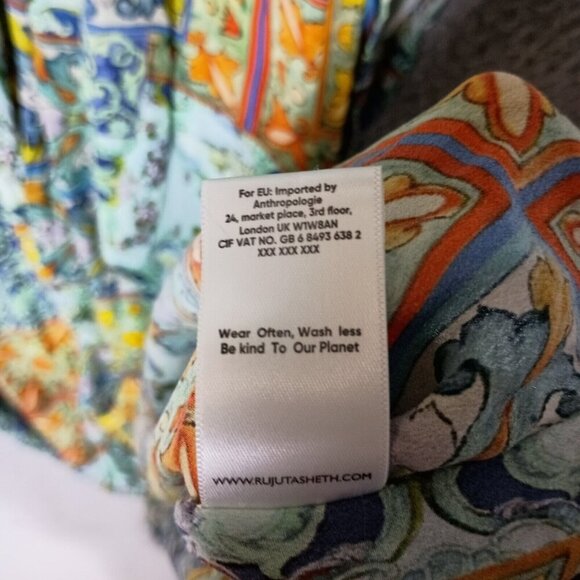 For EU: Imported by
Anthropologie
24, market place, 3rd floor,
London UK W1W8AN
CIF VAT NO. GB 6 8493 638 2
XXX XXX XXX
Wear Often, Wash less
Be kind To Our Planet
WWW.RUJUTASHETH.COM